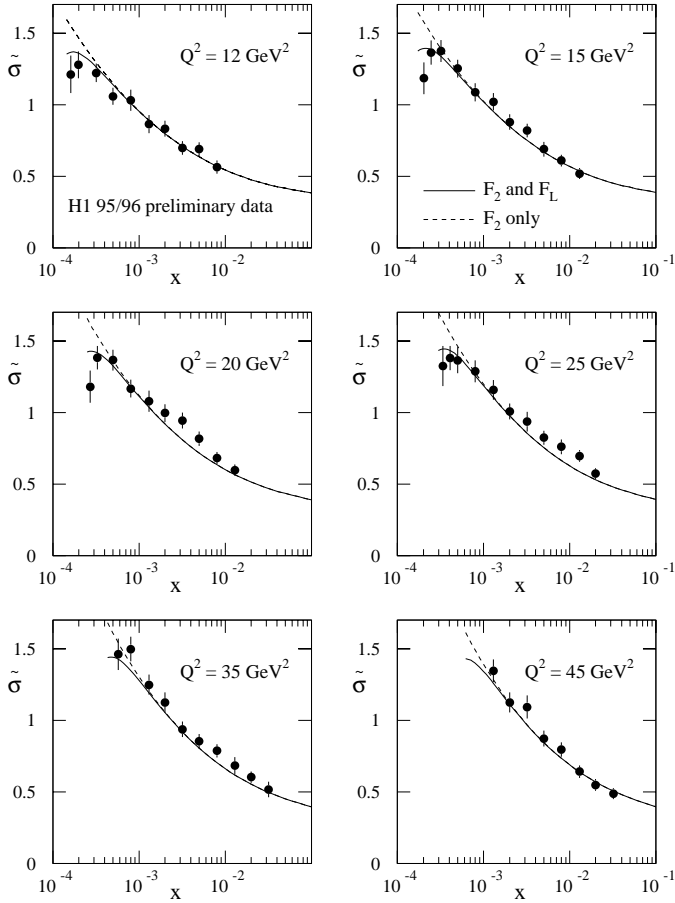 1.5
1
0.5
0
σ̃
Q² = 12 GeV²
H1 95/96 preliminary data
10⁻⁴ 10⁻³ 10⁻²
x
1.5
1
0.5
0
σ̃
Q² = 15 GeV²
F₂ and F_L
F₂ only
10⁻⁴ 10⁻³ 10⁻² 10⁻¹
x
1.5
1
0.5
0
σ̃
Q² = 20 GeV²
10⁻⁴ 10⁻³ 10⁻²
x
1.5
1
0.5
0
σ̃
Q² = 25 GeV²
10⁻⁴ 10⁻³ 10⁻² 10⁻¹
x
1.5
1
0.5
0
σ̃
Q² = 35 GeV²
10⁻⁴ 10⁻³ 10⁻²
x
1.5
1
0.5
0
σ̃
Q² = 45 GeV²
10⁻⁴ 10⁻³ 10⁻² 10⁻¹
x